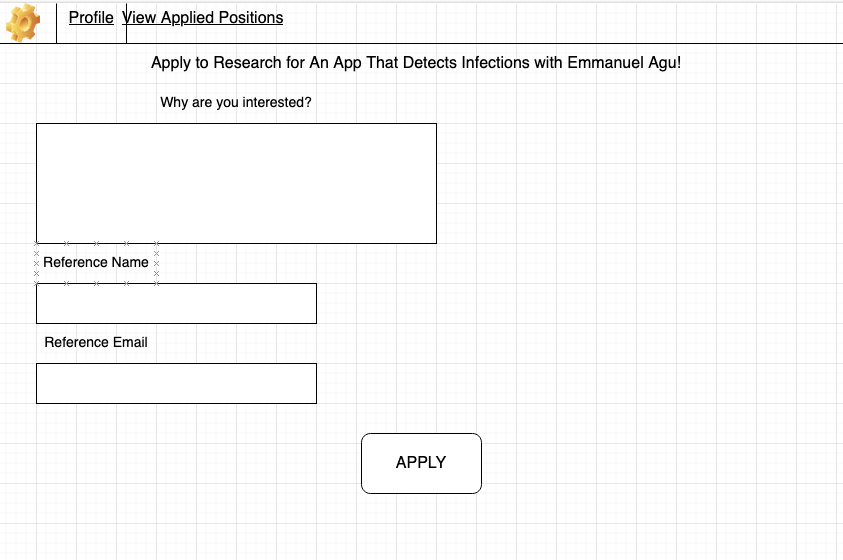 Profile View Applied Positions
Apply to Research for An App That Detects Infections with Emmanuel Agu!
Why are you interested?
Reference Name
Reference Email
APPLY